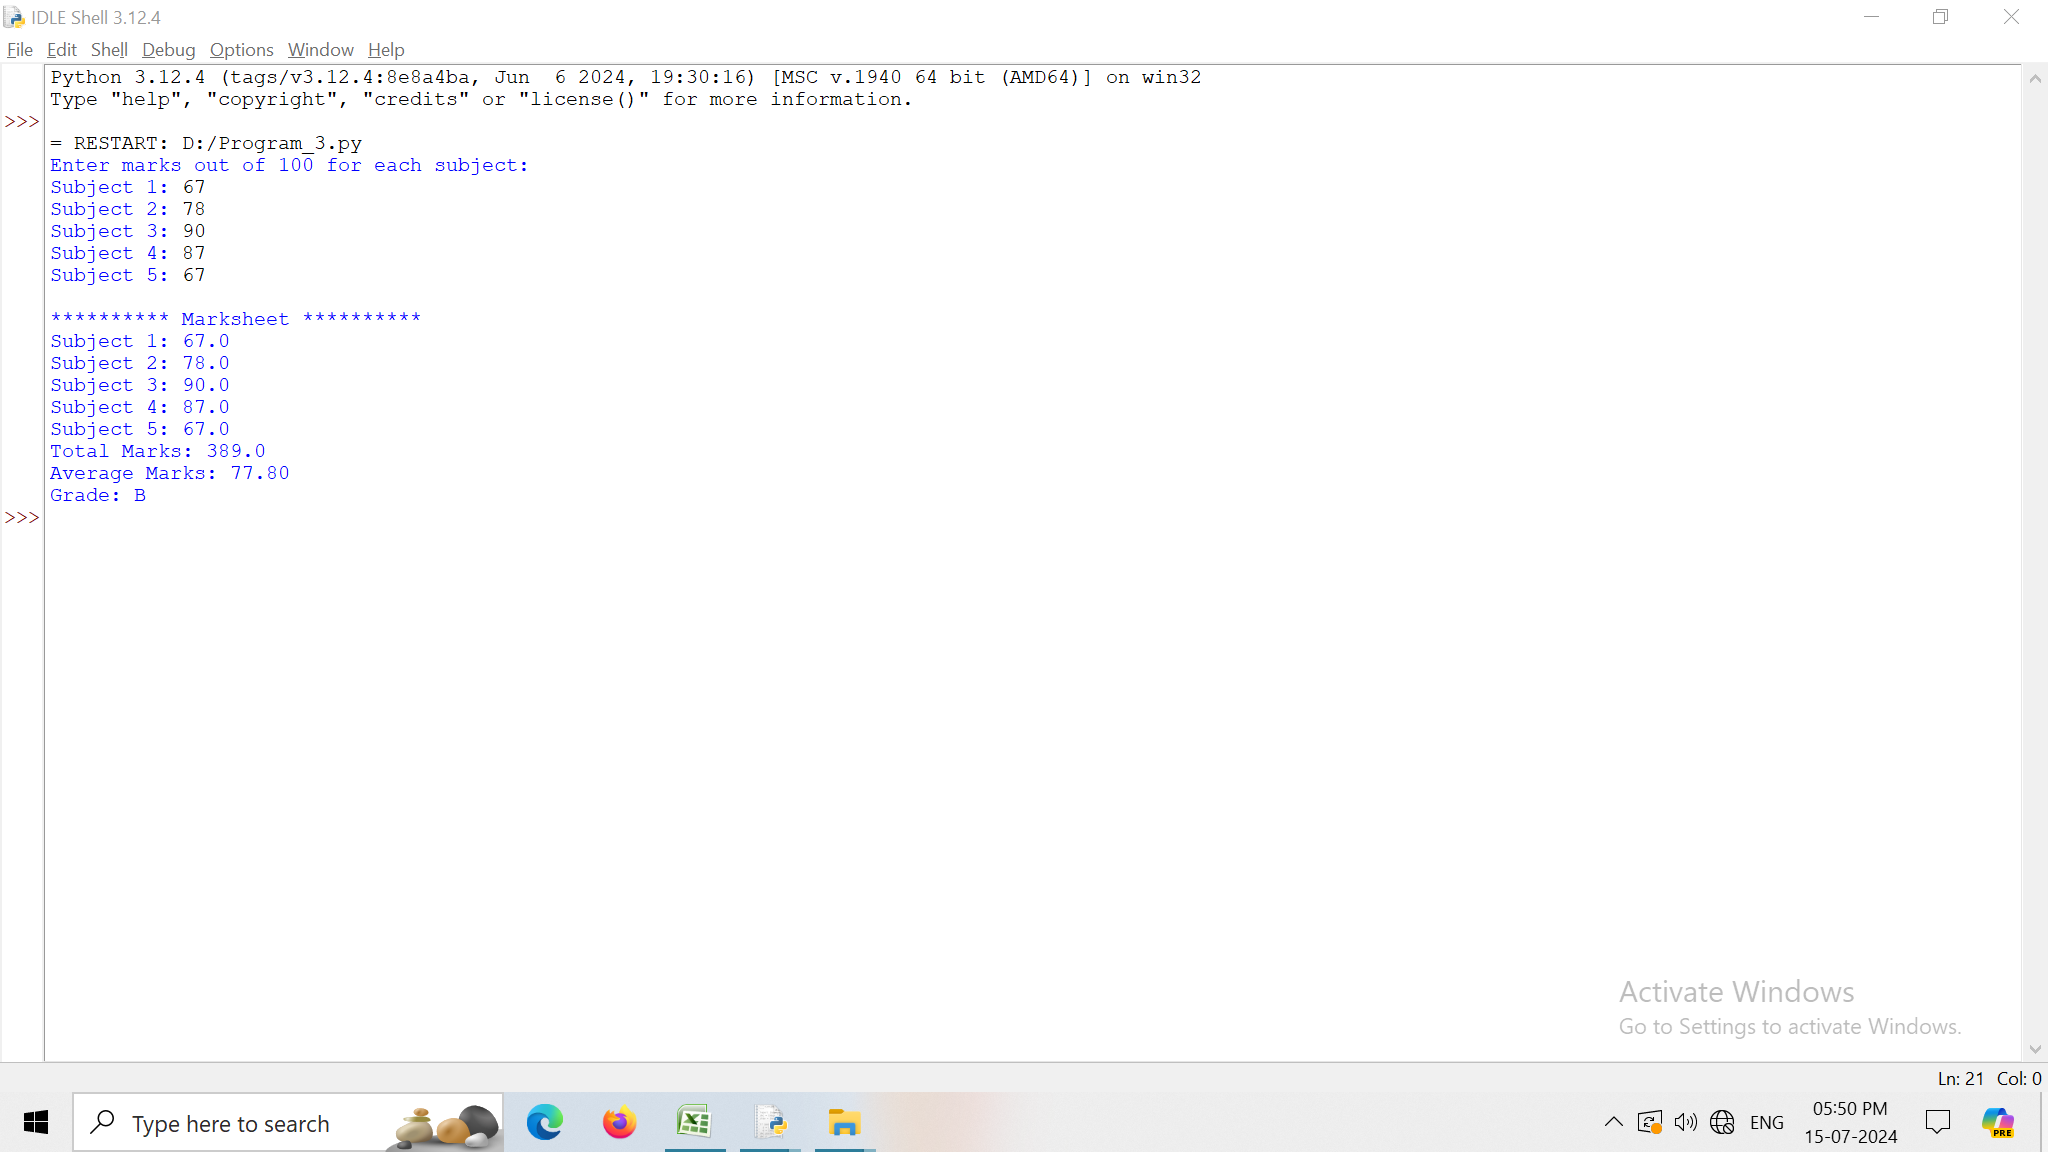 IDLE Shell 3.12.4
File Edit Shell Debug Options Window Help
Python 3.12.4 (tags/v3.12.4:8e8a4ba, Jun  6 2024, 19:30:16) [MSC v.1940 64 bit (AMD64)] on win32
Type "help", "copyright", "credits" or "license()" for more information.
>>>
= RESTART: D:/Program_3.py
Enter marks out of 100 for each subject:
Subject 1: 67
Subject 2: 78
Subject 3: 90
Subject 4: 87
Subject 5: 67
********** Marksheet **********
Subject 1: 67.0
Subject 2: 78.0
Subject 3: 90.0
Subject 4: 87.0
Subject 5: 67.0
Total Marks: 389.0
Average Marks: 77.80
Grade: B
>>>
Activate Windows
Go to Settings to activate Windows.
Ln: 21 Col: 0
Type here to search
ENG
05:50 PM
15-07-2024
PRE